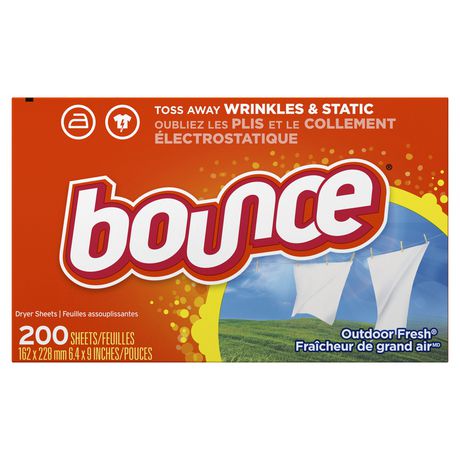 TOSS AWAY WRINKLES & STATIC
OUBLIEZ LES PLIS ET LE COLLEMENT
ÉLECTROSTATIQUE
bounce®
Dryer Sheets | Feuilles assouplissantes
200 SHEETS/FEUILLES
162 x 228 mm 6.4 x 9 INCHES/POUCES
Outdoor Fresh®
Fraîcheur de grand air MD